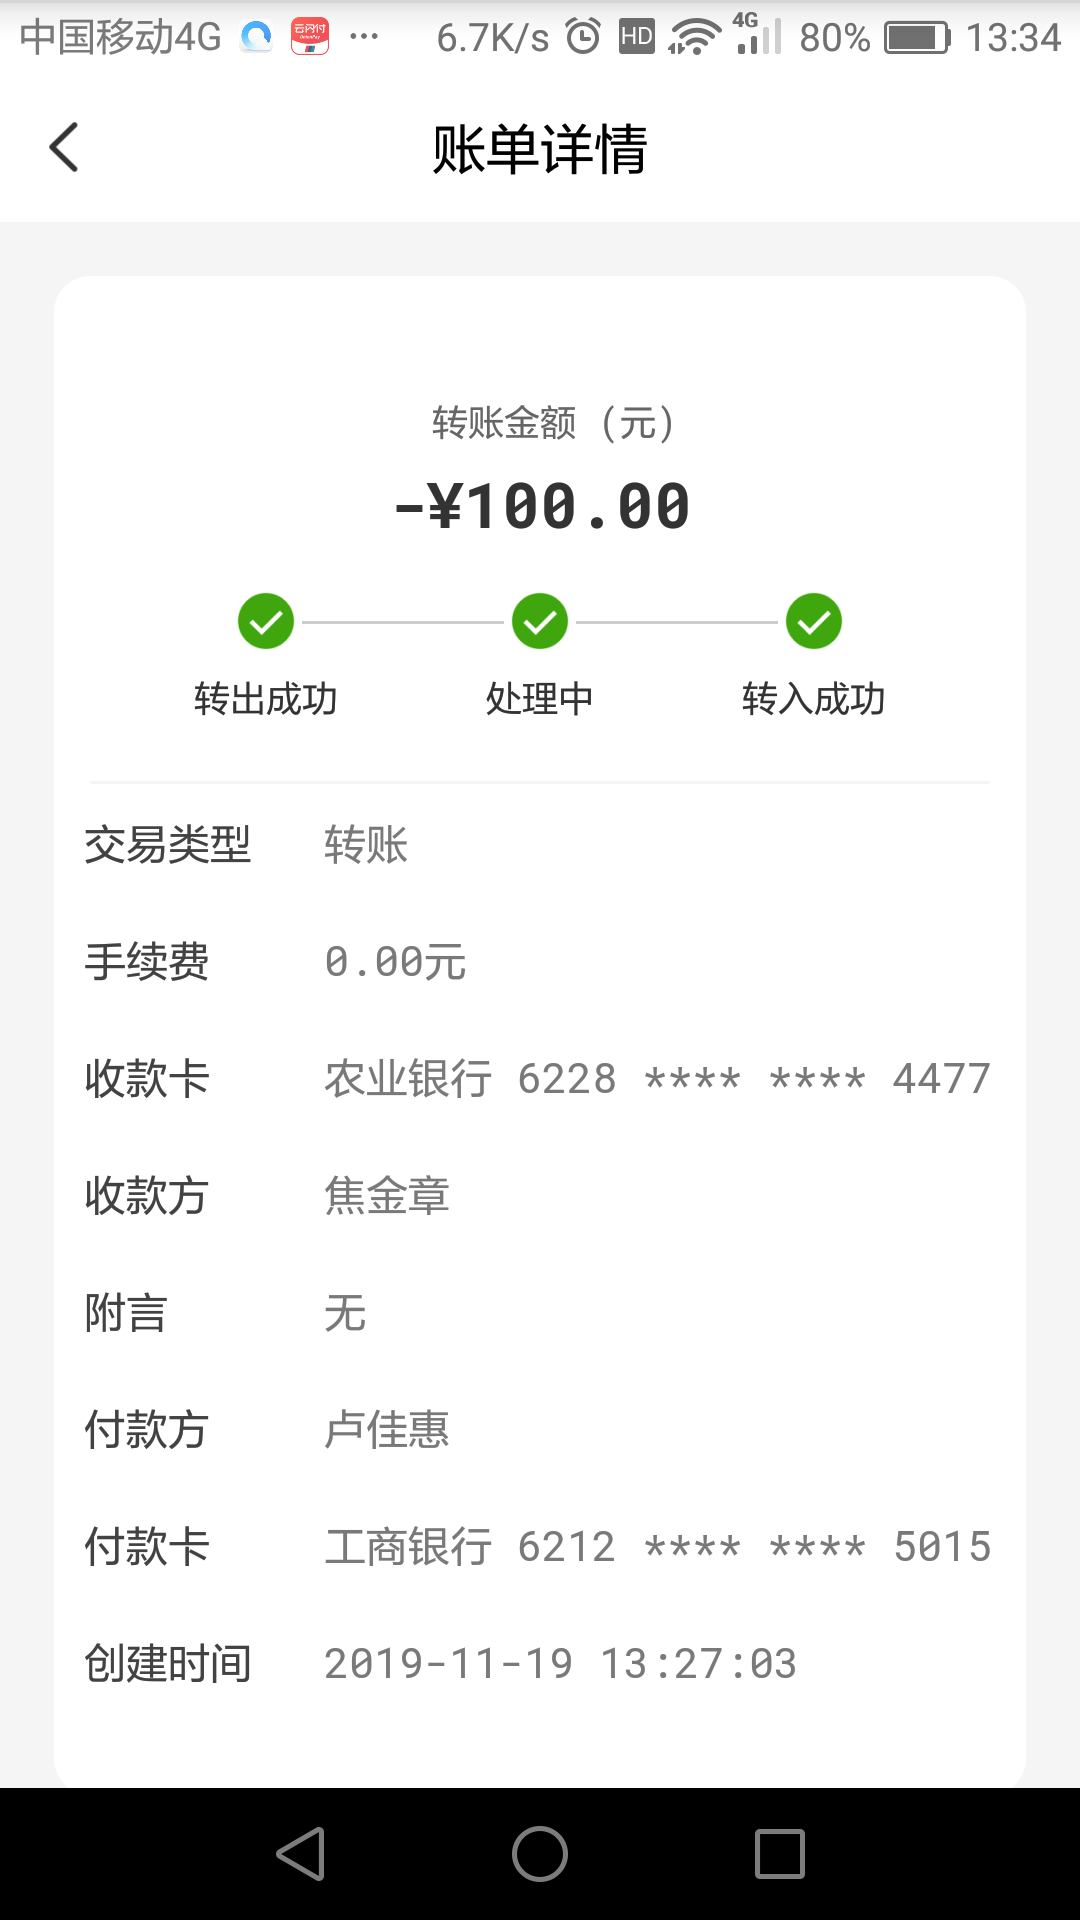 中国移动4G 云闪付 ··· 6.7K/s HD 4G 80% 13:34
账单详情
转账金额（元）
-¥100.00
转出成功 处理中 转入成功
交易类型 转账
手续费 0.00元
收款卡 农业银行 6228 **** **** 4477
收款方 焦金章
附言 无
付款方 卢佳惠
付款卡 工商银行 6212 **** **** 5015
创建时间 2019-11-19 13:27:03